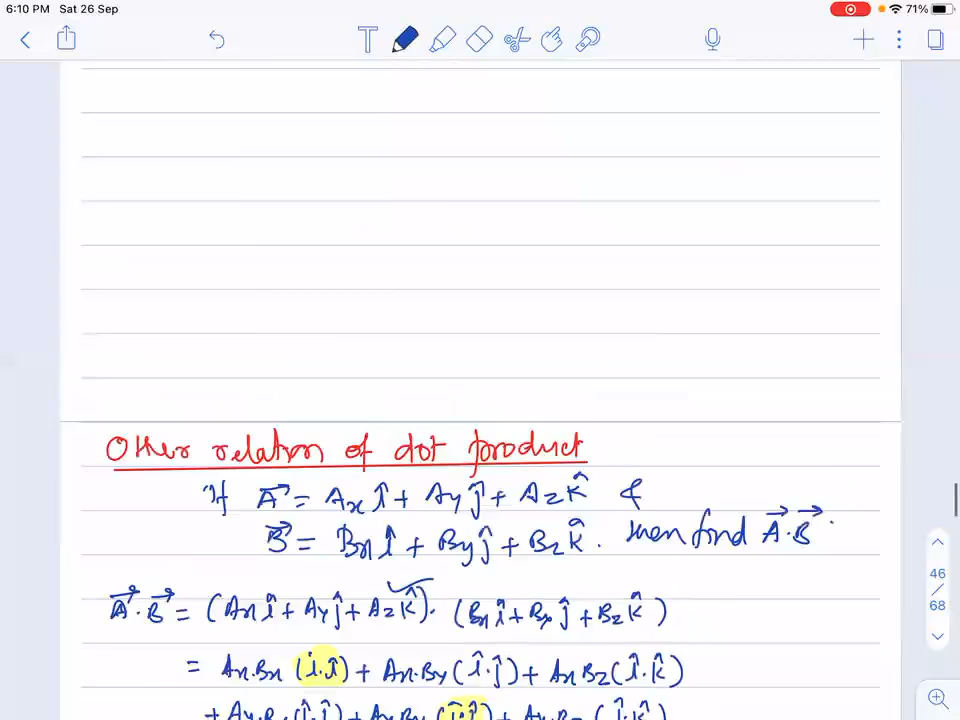 6:10 PM Sat 26 Sep 71%
46
/
68
Other relation of dot product
If A⃗ = Ax î + Ay ĵ + Az k̂ &
B⃗ = Bx î + By ĵ + Bz k̂. then find A⃗.B⃗.
A⃗.B⃗ = (Ax î + Ay ĵ + Az k̂). (Bx î + By ĵ + Bz k̂)
= Ax.Bx (î.î) + Ax.By (î.ĵ) + Ax Bz (î.k̂)